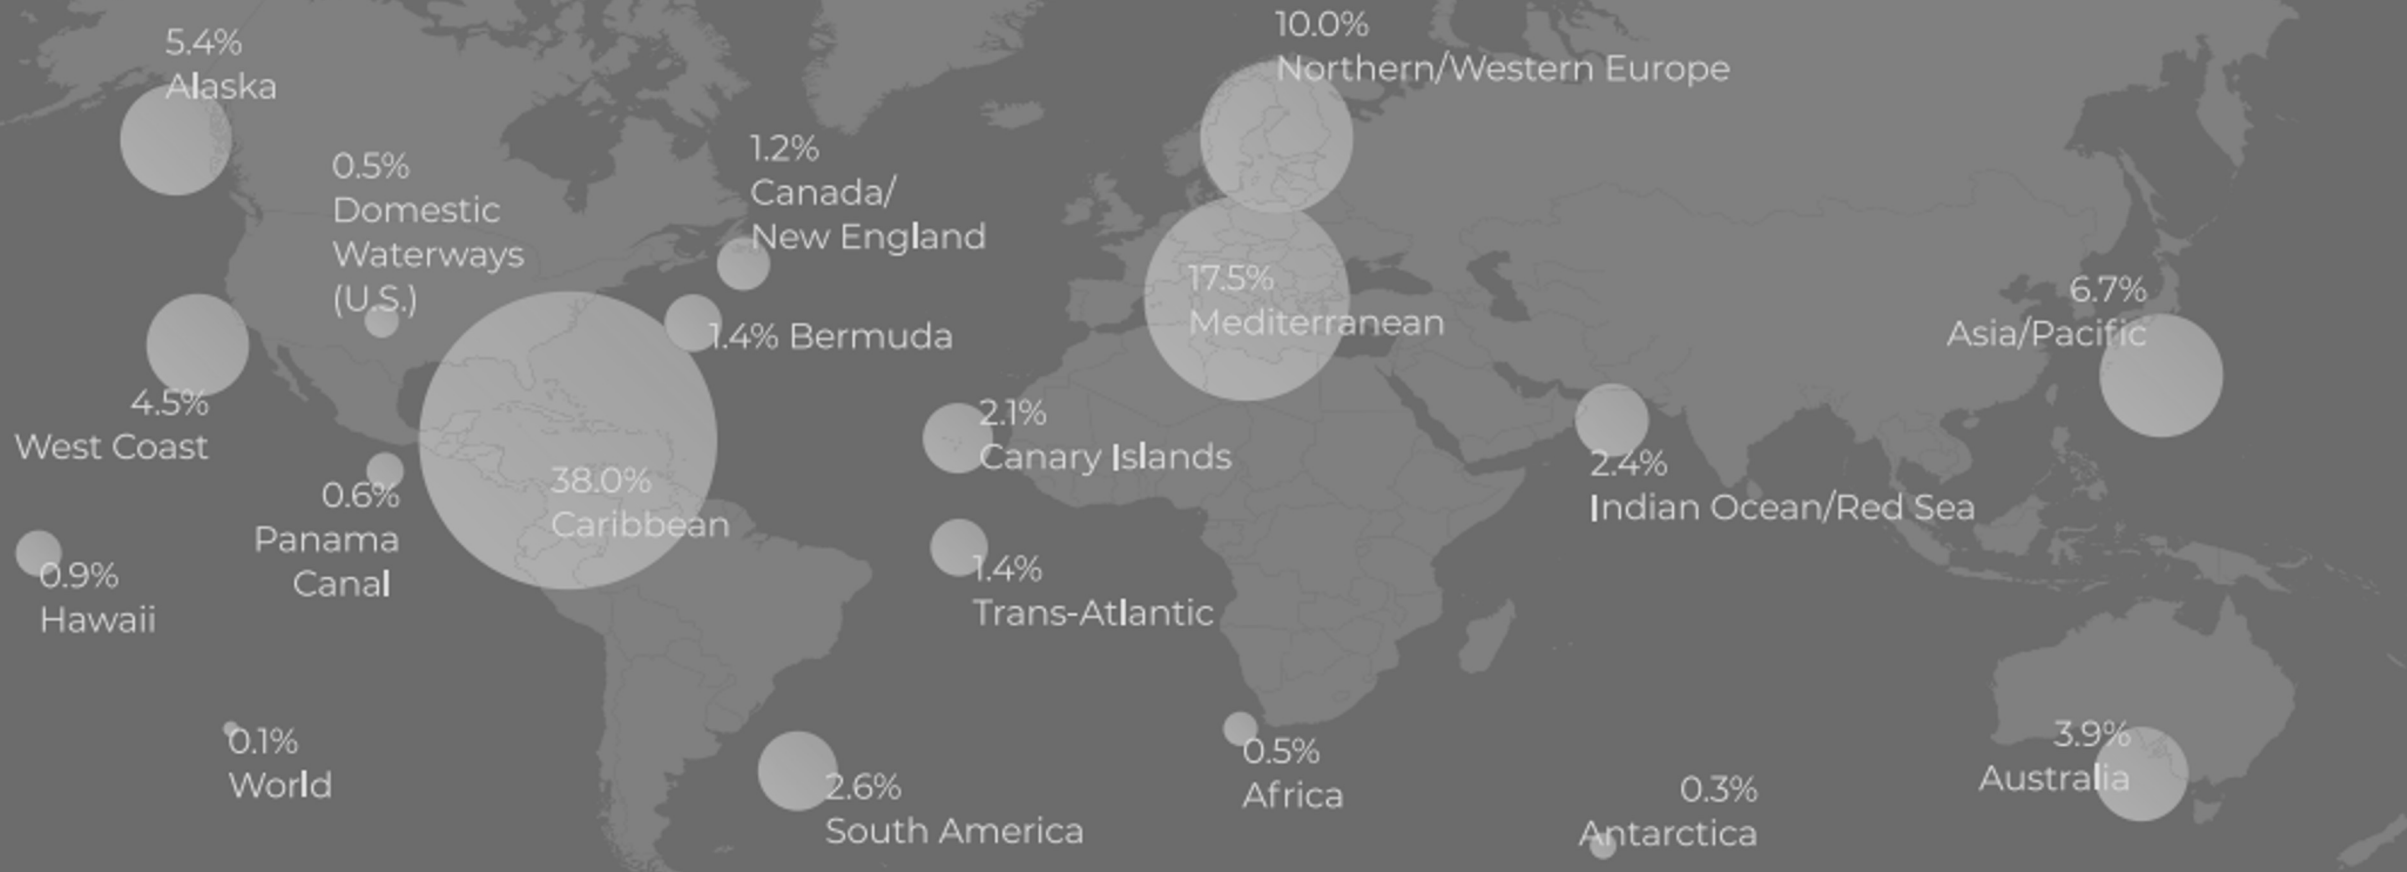 5.4%
Alaska
10.0%
Northern/Western Europe
0.5%
Domestic
Waterways
(U.S.)
1.2%
Canada/
New England
1.4% Bermuda
17.5%
Mediterranean
6.7%
Asia/Pacific
4.5%
West Coast
2.1%
Canary Islands
2.4%
Indian Ocean/Red Sea
0.6%
Panama
Canal
38.0%
Caribbean
0.9%
Hawaii
1.4%
Trans-Atlantic
0.1%
World
2.6%
South America
0.5%
Africa
0.3%
Antarctica
3.9%
Australia